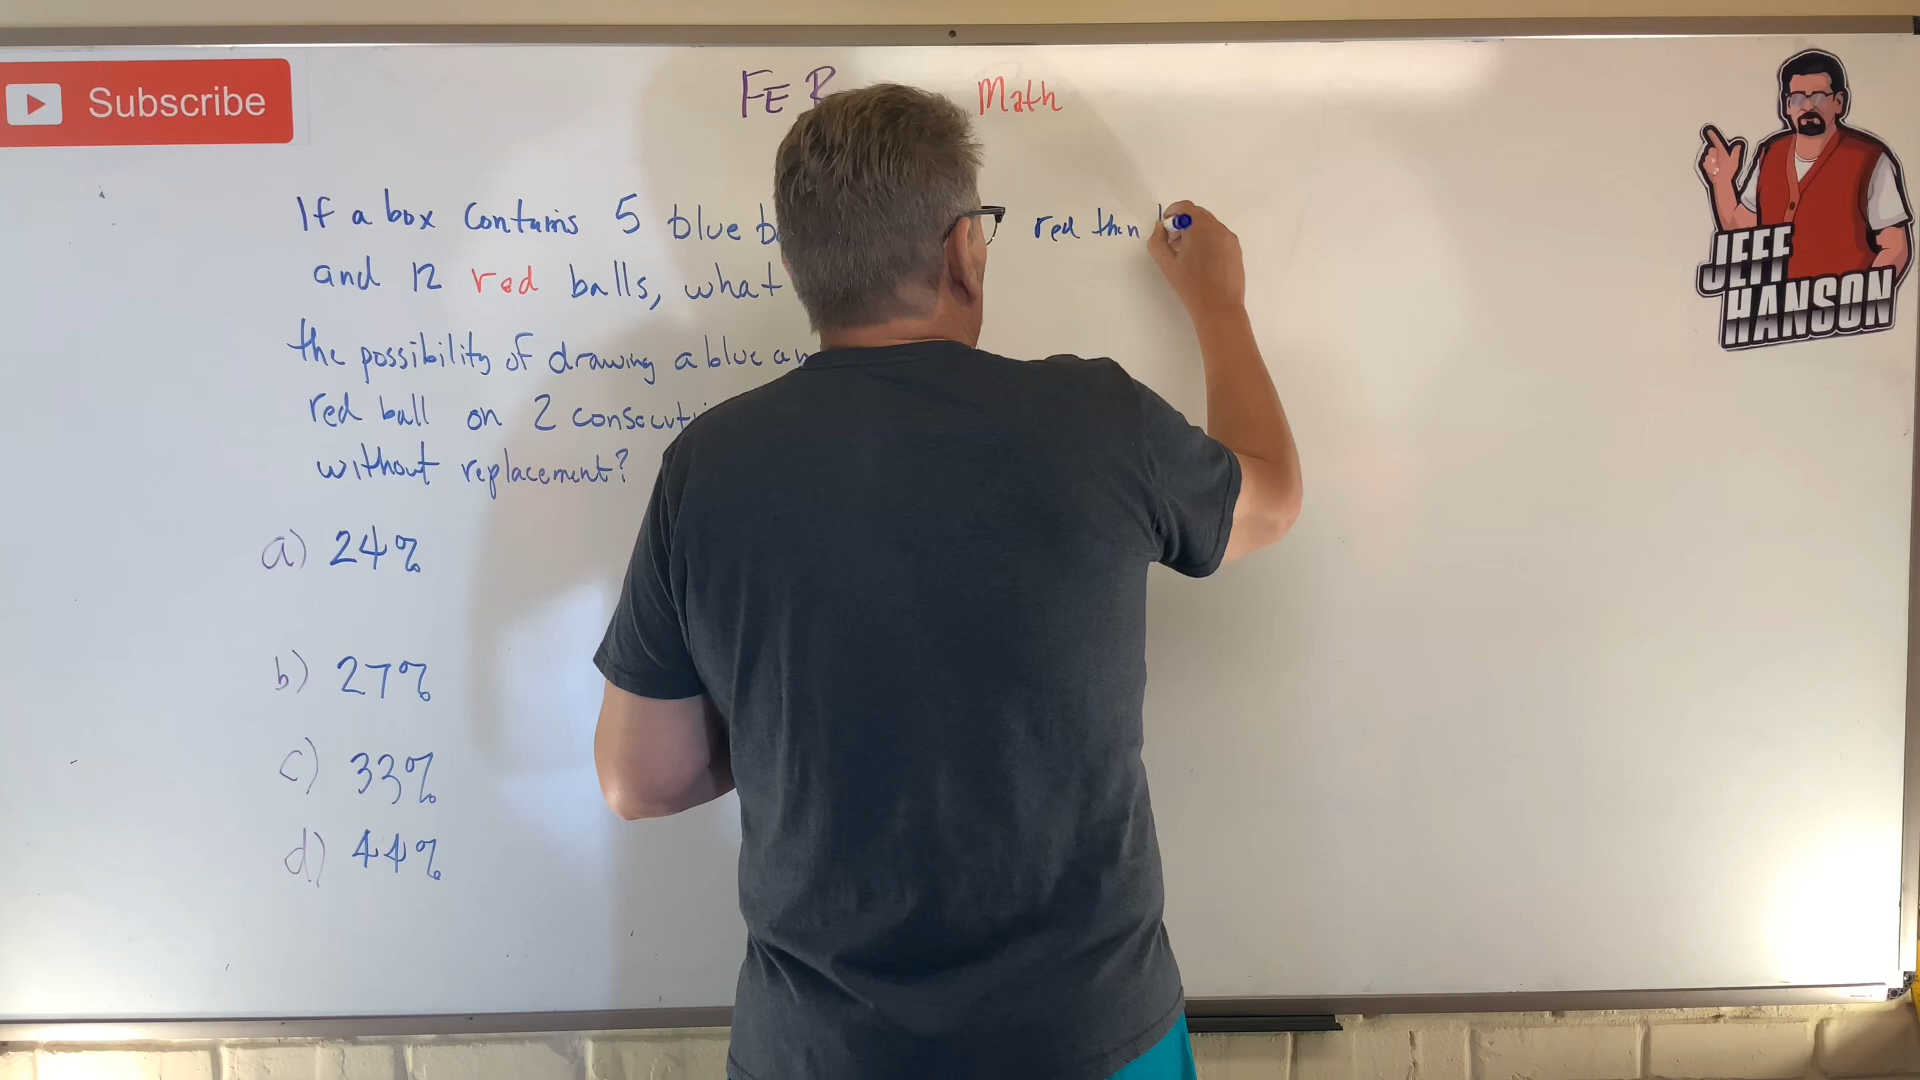 Subscribe
FE Math
If a box contains 5 blue
and 12 red balls, what
the possibility of drawing a blue
red ball on 2
without replacement?
a) 24%
b) 27%
c) 33%
d) 44%
red then
JEFF
HANSON